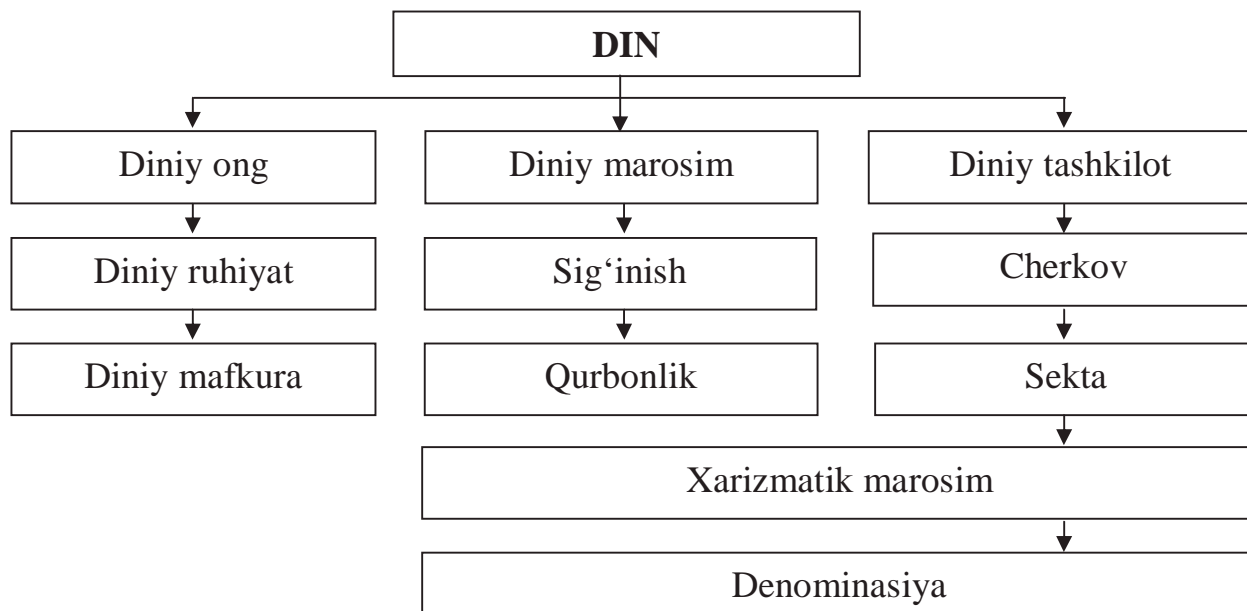 DIN
Diniy ong
Diniy marosim
Diniy tashkilot
Diniy ruhiyat
Sig‘inish
Cherkov
Diniy mafkura
Qurbonlik
Sekta
Xarizmatik marosim
Denominasiya